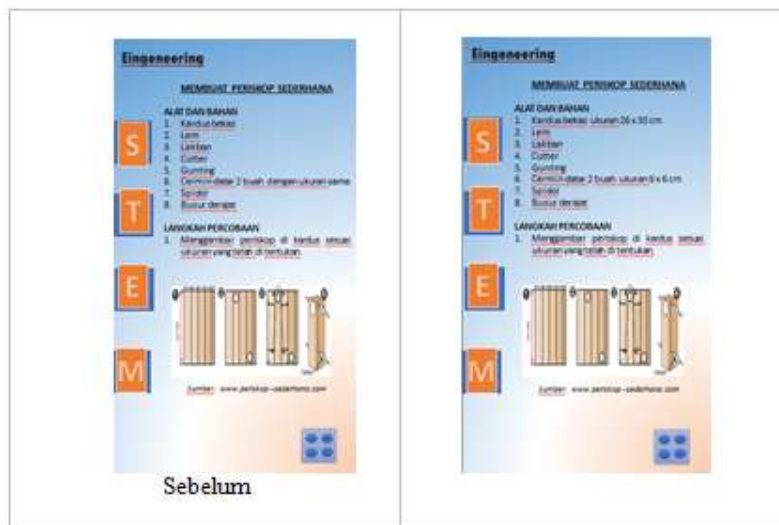 Eingeneering
MEMBUAT PERISKOP SEDERHANA
ALAT DAN BAHAN
1. Kardus bekas
2. Lem
3. Lakban
4. Cutter
5. Gunting
6. Cermin datar 2 buah dengan ukuran sama
7. Spidol
8. Busur derajat
LANGKAH PERCOBAAN
1. Menggambar periskop di kardus sesuai
ukuran yang telah di tentukan.
Sumber: www.periskop-sederhana.com
S
T
E
M
Sebelum
Eingeneering
MEMBUAT PERISKOP SEDERHANA
ALAT DAN BAHAN
1. Kardus bekas ukuran 26 x 30 cm
2. Lem
3. Lakban
4. Cutter
5. Gunting
6. Cermin datar 2 buah ukuran 6 x 6 cm
7. Spidol
8. Busur derajat
LANGKAH PERCOBAAN
1. Menggambar periskop di kardus sesuai
ukuran yang telah di tentukan.
Sumber: www.periskop-sederhana.com
S
T
E
M